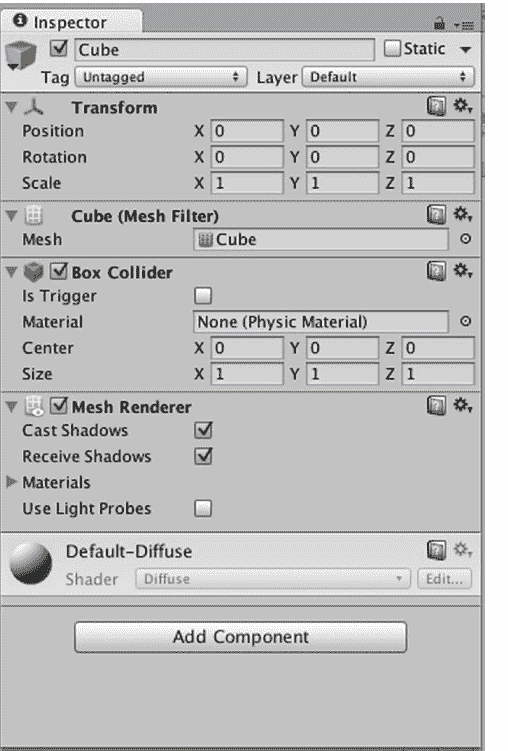 Inspector
Cube Static
Tag Untagged Layer Default
Transform
Position X 0 Y 0 Z 0
Rotation X 0 Y 0 Z 0
Scale X 1 Y 1 Z 1
Cube (Mesh Filter)
Mesh Cube
Box Collider
Is Trigger
Material None (Physic Material)
Center X 0 Y 0 Z 0
Size X 1 Y 1 Z 1
Mesh Renderer
Cast Shadows
Receive Shadows
Materials
Use Light Probes
Default-Diffuse
Shader Diffuse Edit...
Add Component